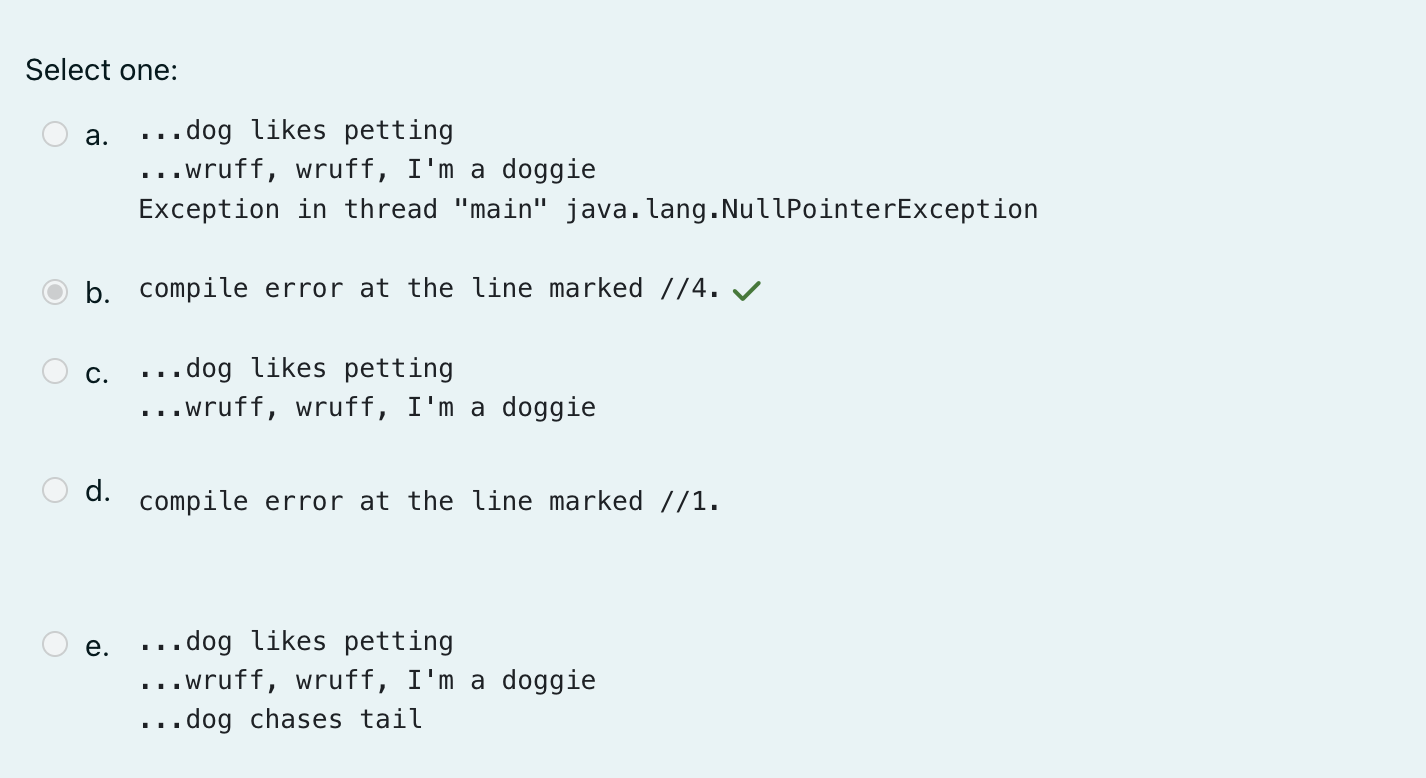 Select one:
a. ...dog likes petting
...wruff, wruff, I'm a doggie
Exception in thread "main" java.lang.NullPointerException
b. compile error at the line marked //4.
c. ...dog likes petting
...wruff, wruff, I'm a doggie
d. compile error at the line marked //1.
e. ...dog likes petting
...wruff, wruff, I'm a doggie
...dog chases tail